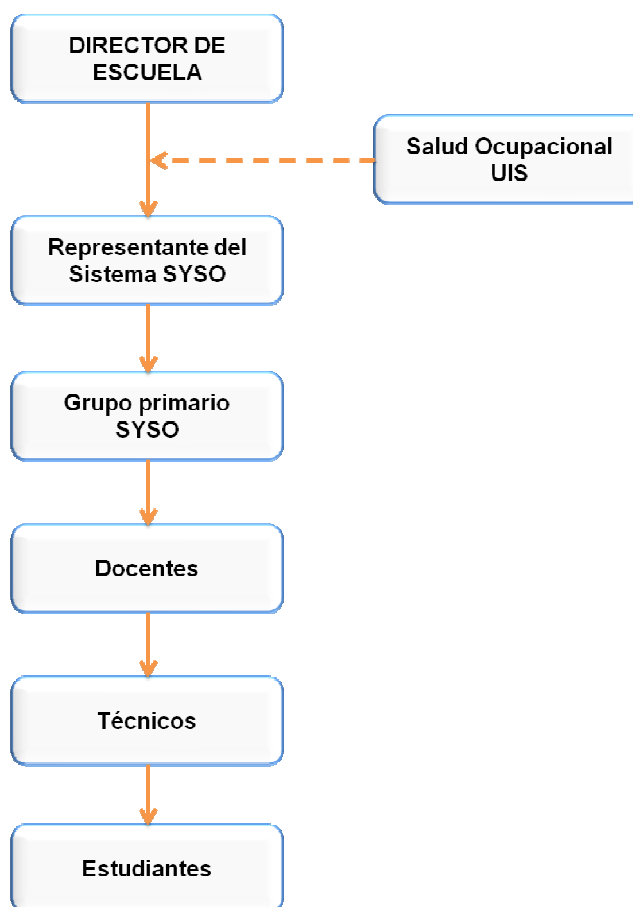 DIRECTOR DE
ESCUELA
Salud Ocupacional
UIS
Representante del
Sistema SYSO
Grupo primario
SYSO
Docentes
Técnicos
Estudiantes